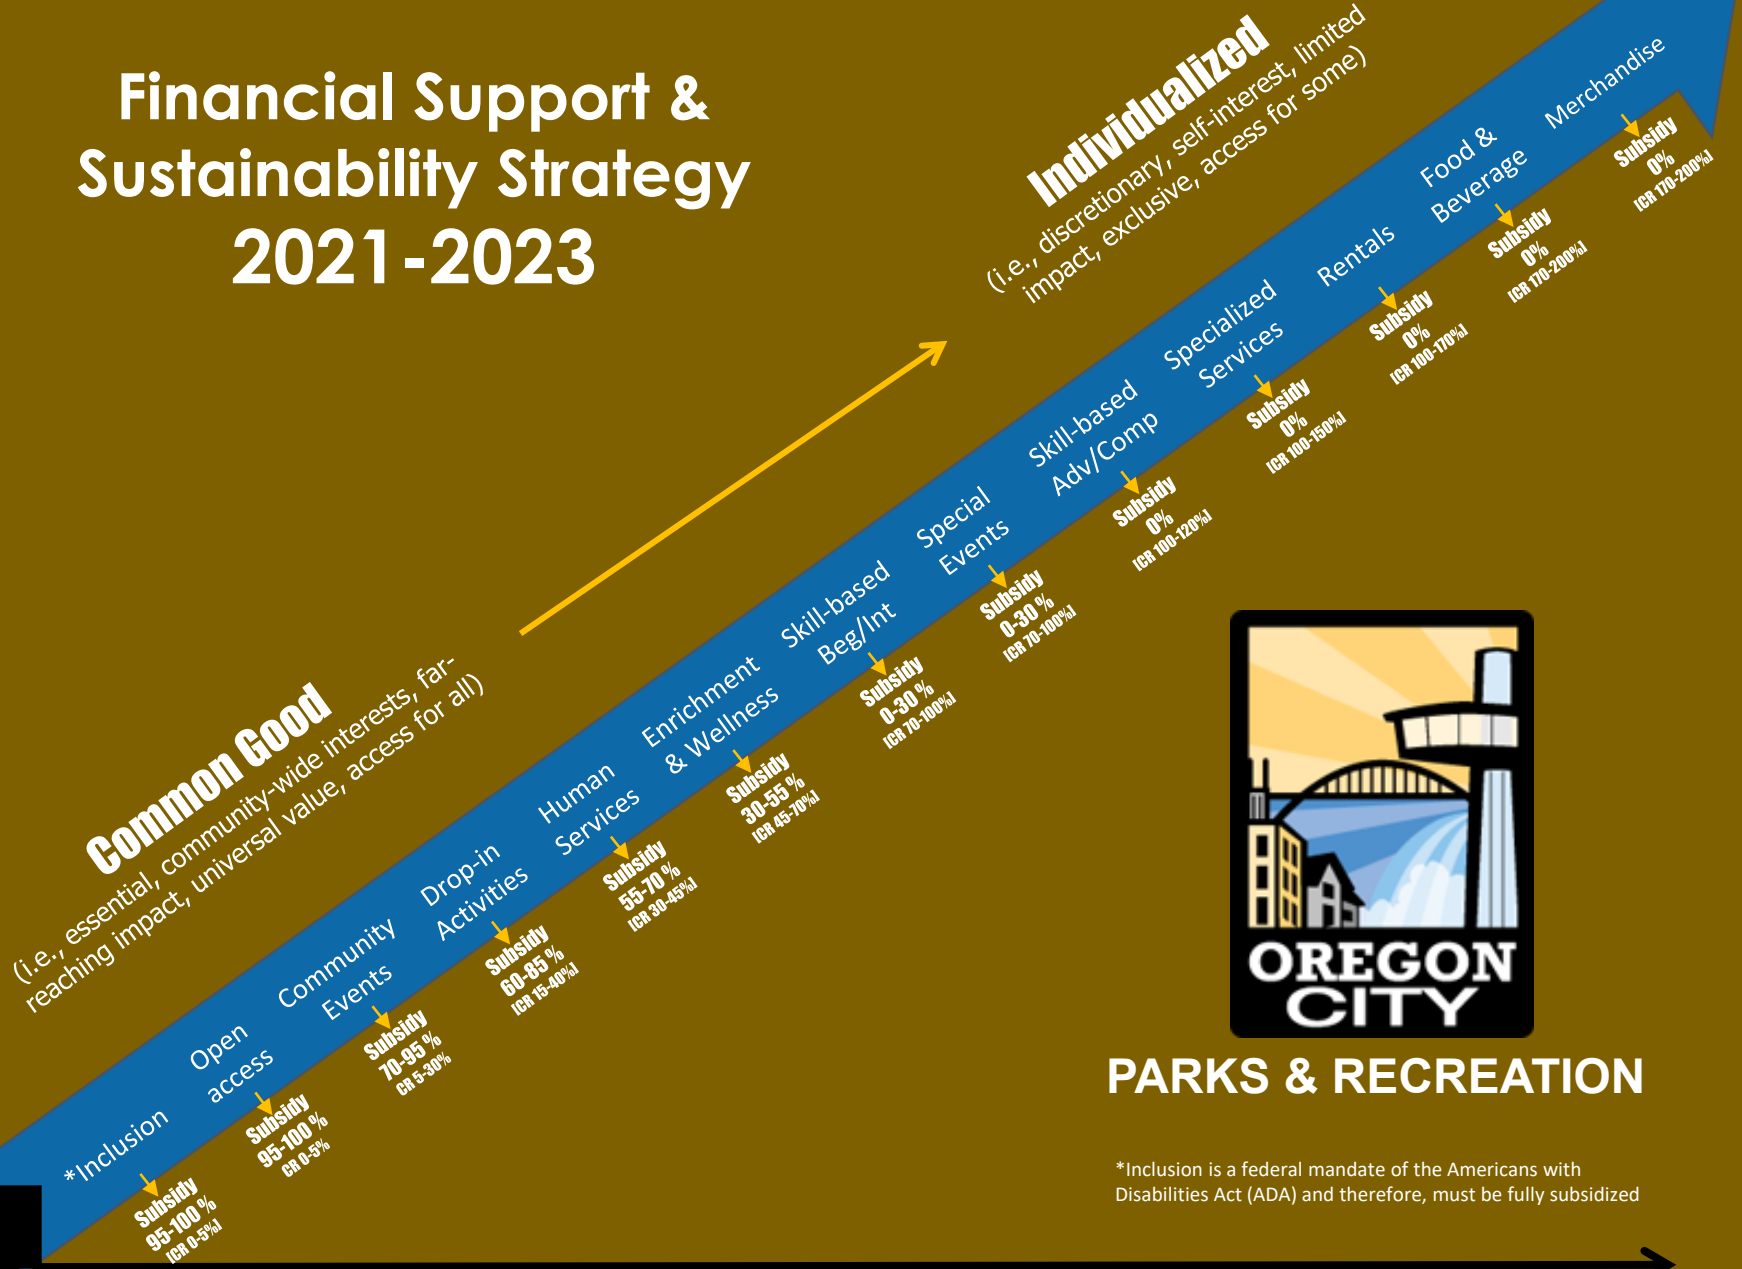 Financial Support &
Sustainability Strategy
2021-2023
Individualized
(i.e., discretionary, self-interest, limited
impact, exclusive, access for some)
Common Good
(i.e., essential, community-wide interests, far-
reaching impact, universal value, access for all)
*Inclusion
Subsidy
95-100 %
[CR 0-5%]
Open
access
Subsidy
95-100 %
CR 0-5%
Community
Events
Subsidy
70-95 %
CR 5-30%
Drop-in
Activities
Subsidy
60-85 %
[CR 15-40%]
Human
Services
Subsidy
55-70 %
[CR 30-45%]
Enrichment
& Wellness
Subsidy
30-55 %
[CR 45-70%]
Skill-based
Beg/Int
Subsidy
0-30 %
[CR 70-100%]
Special
Events
Subsidy
0-30 %
[CR 70-100%]
Skill-based
Adv/Comp
Subsidy
0%
[CR 100-120%]
Specialized
Services
Subsidy
0%
[CR 100-150%]
Rentals
Subsidy
0%
[CR 100-170%]
Food &
Beverage
Subsidy
0%
[CR 170-200%]
Merchandise
Subsidy
0%
[CR 170-200%]
OREGON
CITY
PARKS & RECREATION
*Inclusion is a federal mandate of the Americans with
Disabilities Act (ADA) and therefore, must be fully subsidized